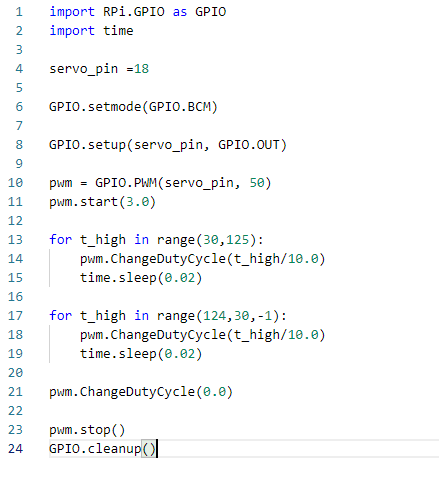 1 import RPi.GPIO as GPIO
2 import time
3
4 servo_pin =18
5
6 GPIO.setmode(GPIO.BCM)
7
8 GPIO.setup(servo_pin, GPIO.OUT)
9
10 pwm = GPIO.PWM(servo_pin, 50)
11 pwm.start(3.0)
12
13 for t_high in range(30,125):
14     pwm.ChangeDutyCycle(t_high/10.0)
15     time.sleep(0.02)
16
17 for t_high in range(124,30,-1):
18     pwm.ChangeDutyCycle(t_high/10.0)
19     time.sleep(0.02)
20
21 pwm.ChangeDutyCycle(0.0)
22
23 pwm.stop()
24 GPIO.cleanup()